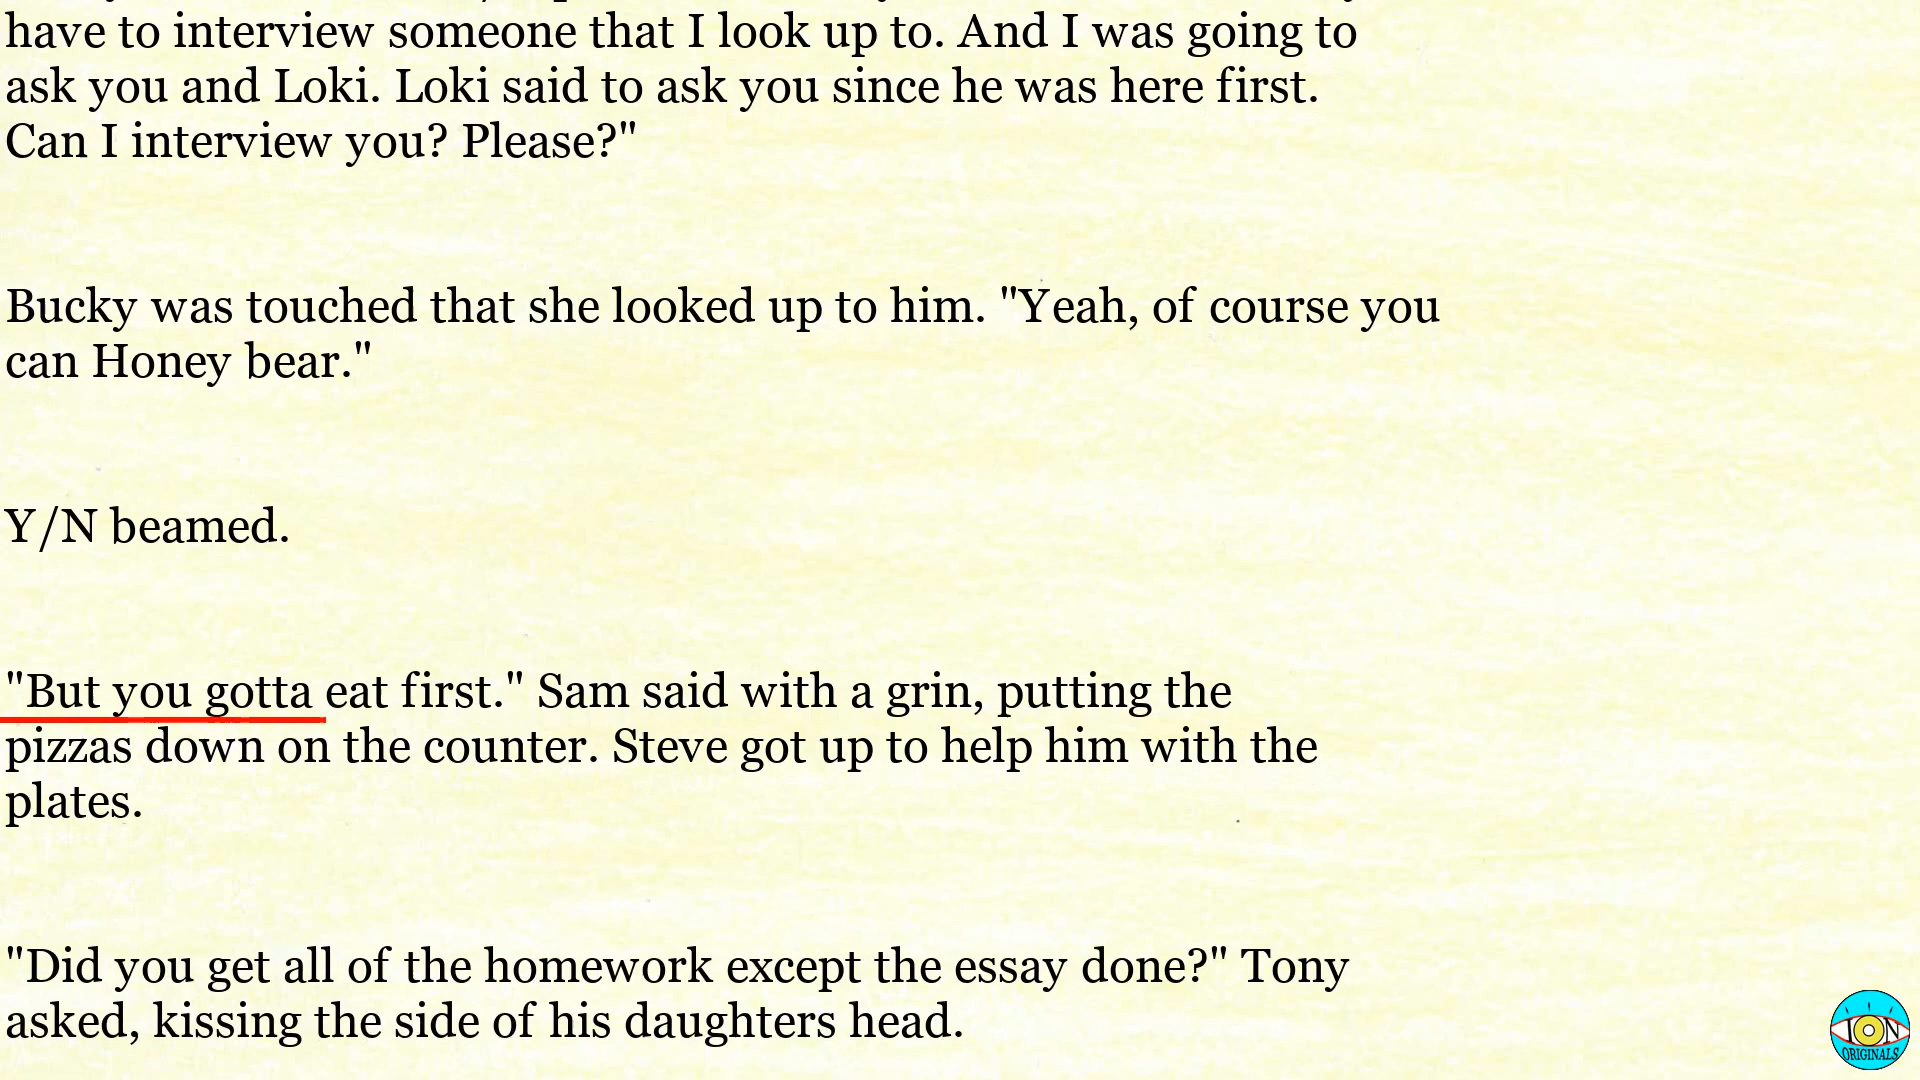 have to interview someone that I look up to. And I was going to
ask you and Loki. Loki said to ask you since he was here first.
Can I interview you? Please?"
Bucky was touched that she looked up to him. "Yeah, of course you
can Honey bear."
Y/N beamed.
"But you gotta eat first." Sam said with a grin, putting the
pizzas down on the counter. Steve got up to help him with the
plates.
"Did you get all of the homework except the essay done?" Tony
asked, kissing the side of his daughters head.
ION
ORIGINALS